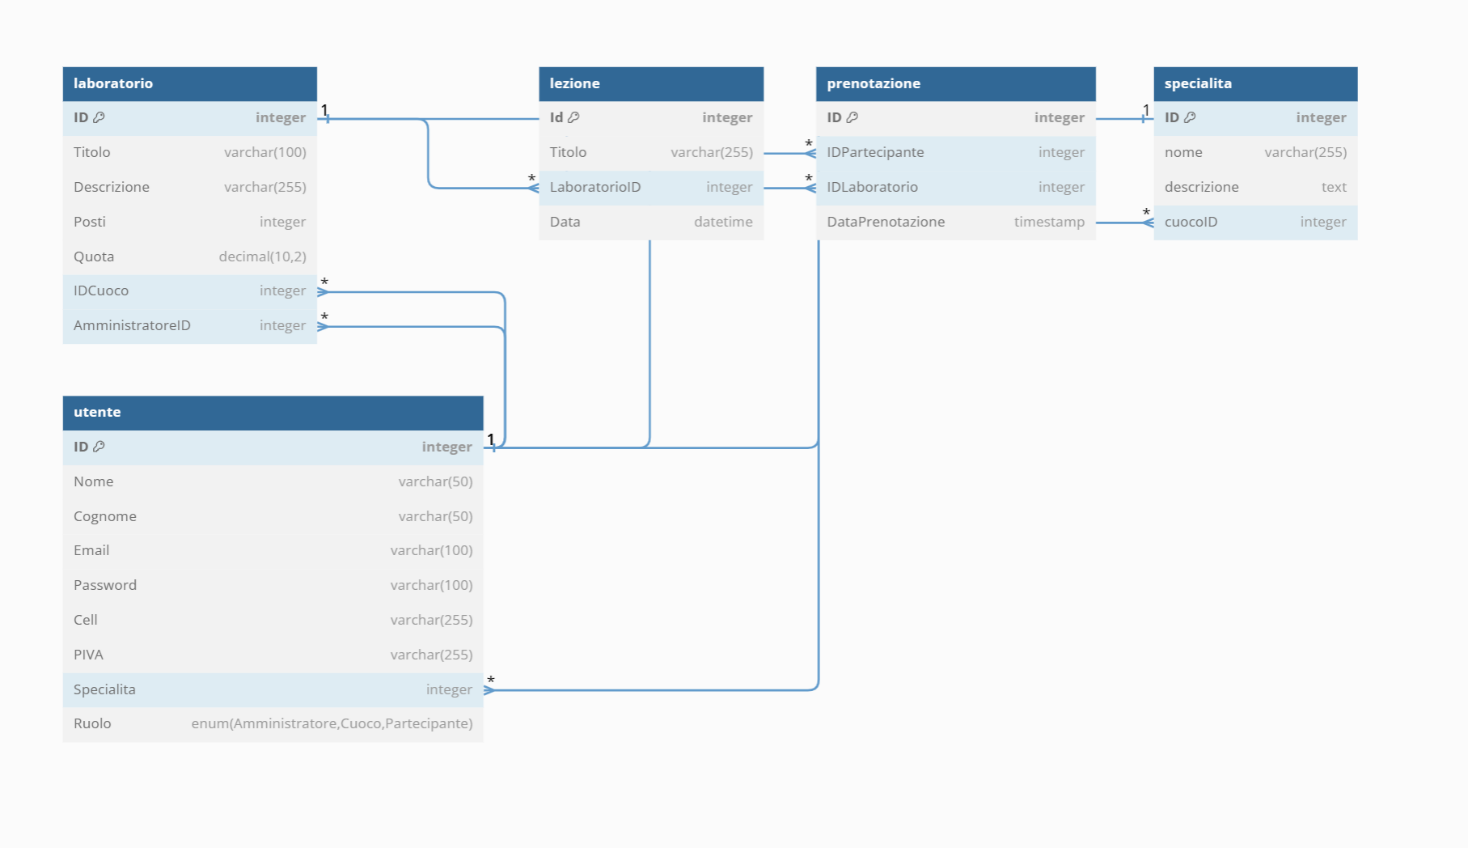 laboratorio
ID integer
Titolo varchar(100)
Descrizione varchar(255)
Posti integer
Quota decimal(10,2)
IDCuoco integer
AmministratoreID integer
1
*
*
lezione
Id integer
Titolo varchar(255)
LaboratorioID integer
Data datetime
*
prenotazione
ID integer
IDPartecipante integer
IDLaboratorio integer
DataPrenotazione timestamp
*
*
specialita
ID integer
nome varchar(255)
descrizione text
cuocoID integer
1
*
utente
ID integer
Nome varchar(50)
Cognome varchar(50)
Email varchar(100)
Password varchar(100)
Cell varchar(255)
PIVA varchar(255)
Specialita integer
Ruolo enum(Amministratore,Cuoco,Partecipante)
1
*